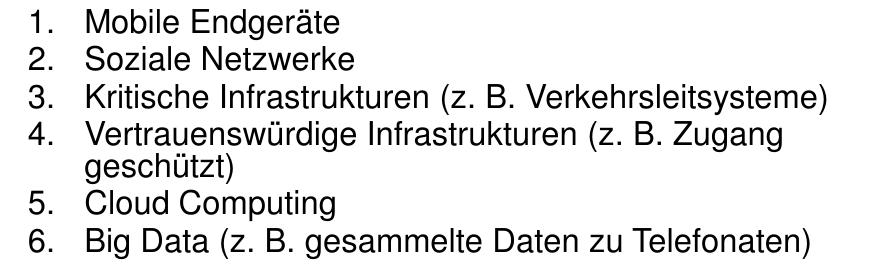 1. Mobile Endgeräte
2. Soziale Netzwerke
3. Kritische Infrastrukturen (z. B. Verkehrsleitsysteme)
4. Vertrauenswürdige Infrastrukturen (z. B. Zugang
geschützt)
5. Cloud Computing
6. Big Data (z. B. gesammelte Daten zu Telefonaten)